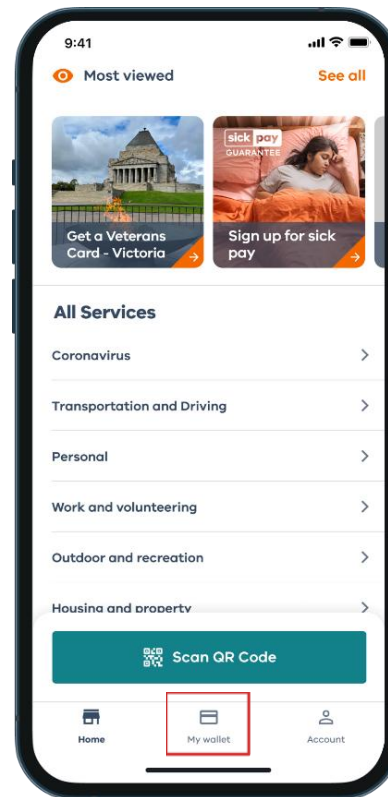 9:41
Most viewed
See all
sick pay
GUARANTEE
Get a Veterans
Card - Victoria
Sign up for sick
pay
All Services
Coronavirus
Transportation and Driving
Personal
Work and volunteering
Outdoor and recreation
Housing and property
Scan QR Code
Home
My wallet
Account